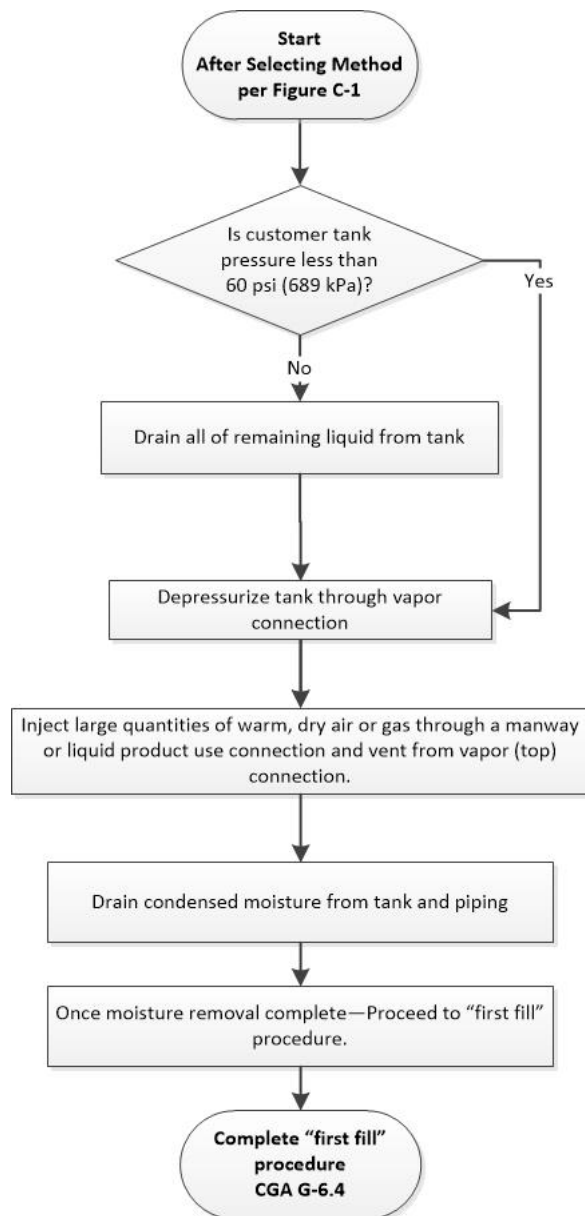 Start
After Selecting Method
per Figure C-1
Is customer tank
pressure less than
60 psi (689 kPa)?
Yes
No
Drain all of remaining liquid from tank
Depressurize tank through vapor
connection
Inject large quantities of warm, dry air or gas through a manway
or liquid product use connection and vent from vapor (top)
connection.
Drain condensed moisture from tank and piping
Once moisture removal complete—Proceed to “first fill”
procedure.
Complete “first fill”
procedure
CGA G-6.4